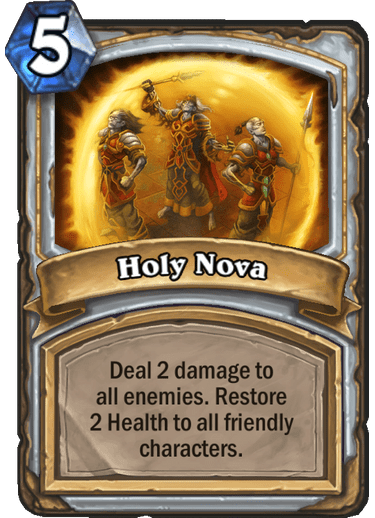 5
Holy Nova
Deal 2 damage to
all enemies. Restore
2 Health to all friendly
characters.